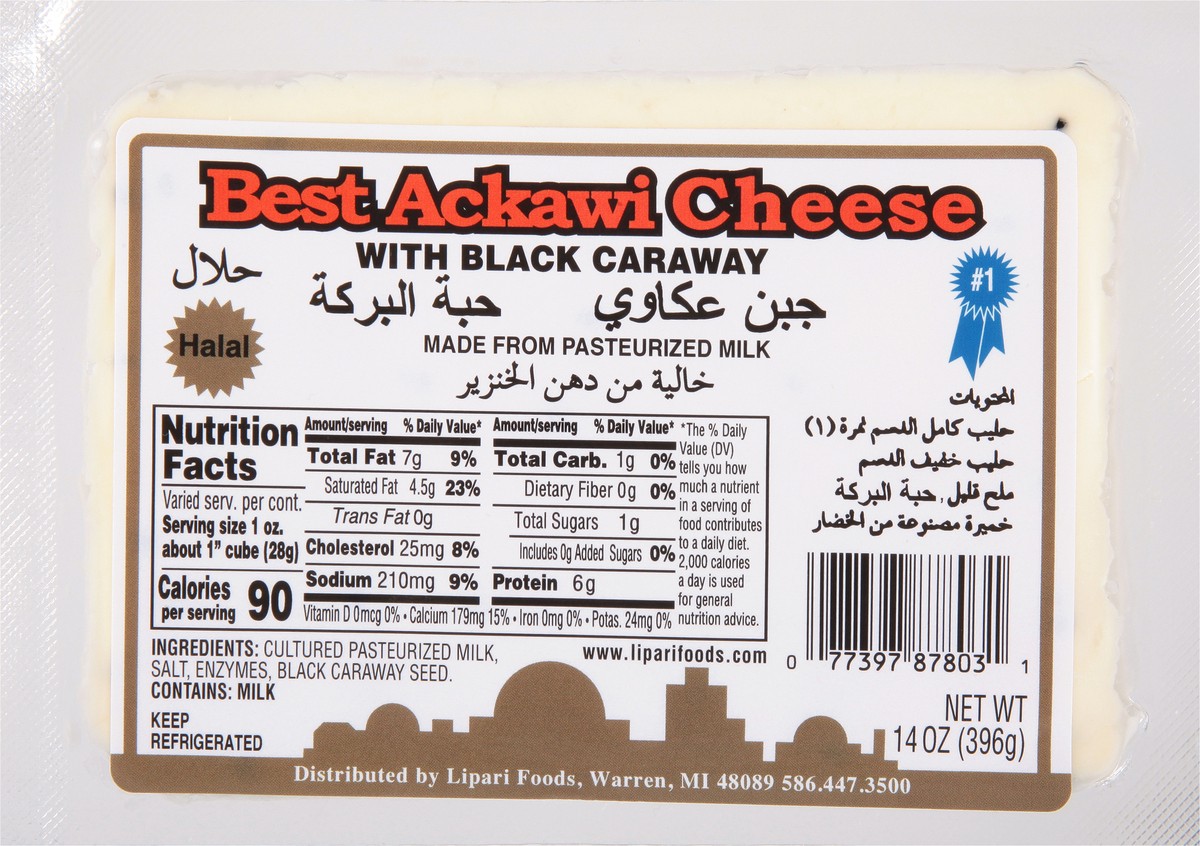 Best Ackawi Cheese
WITH BLACK CARAWAY
حلال
Halal
جبن عكاوي حبة البركة
#1
MADE FROM PASTEURIZED MILK
خالية من دهن الخنزير
Nutrition
Facts
Varied serv. per cont.
Serving size 1 oz.
about 1" cube (28g)
Calories
per serving 90
Amount/serving % Daily Value*
Total Fat 7g 9%
Saturated Fat 4.5g 23%
Trans Fat 0g
Cholesterol 25mg 8%
Sodium 210mg 9%
Amount/serving % Daily Value*
Total Carb. 1g 0%
Dietary Fiber 0g 0%
Total Sugars 1g
Includes 0g Added Sugars 0%
Protein 6g
Vitamin D 0mcg 0% • Calcium 179mg 15% • Iron 0mg 0% • Potas. 24mg 0%
*The % Daily
Value (DV)
tells you how
much a nutrient
in a serving of
food contributes
to a daily diet.
2,000 calories
a day is used
for general
nutrition advice.
المحتويات
حليب كامل الدسم نمرة (١)
حليب خفيف الدسم
ملح قليل, حبة البركة
خميرة مصنوعة من الخضار
0 77397 87803 1
INGREDIENTS: CULTURED PASTEURIZED MILK,
SALT, ENZYMES, BLACK CARAWAY SEED.
CONTAINS: MILK
www.liparifoods.com
KEEP
REFRIGERATED
NET WT
14 OZ (396g)
Distributed by Lipari Foods, Warren, MI 48089 586.447.3500